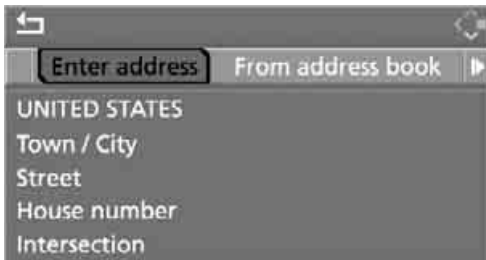 Enter address From address book
UNITED STATES
Town / City
Street
House number
Intersection